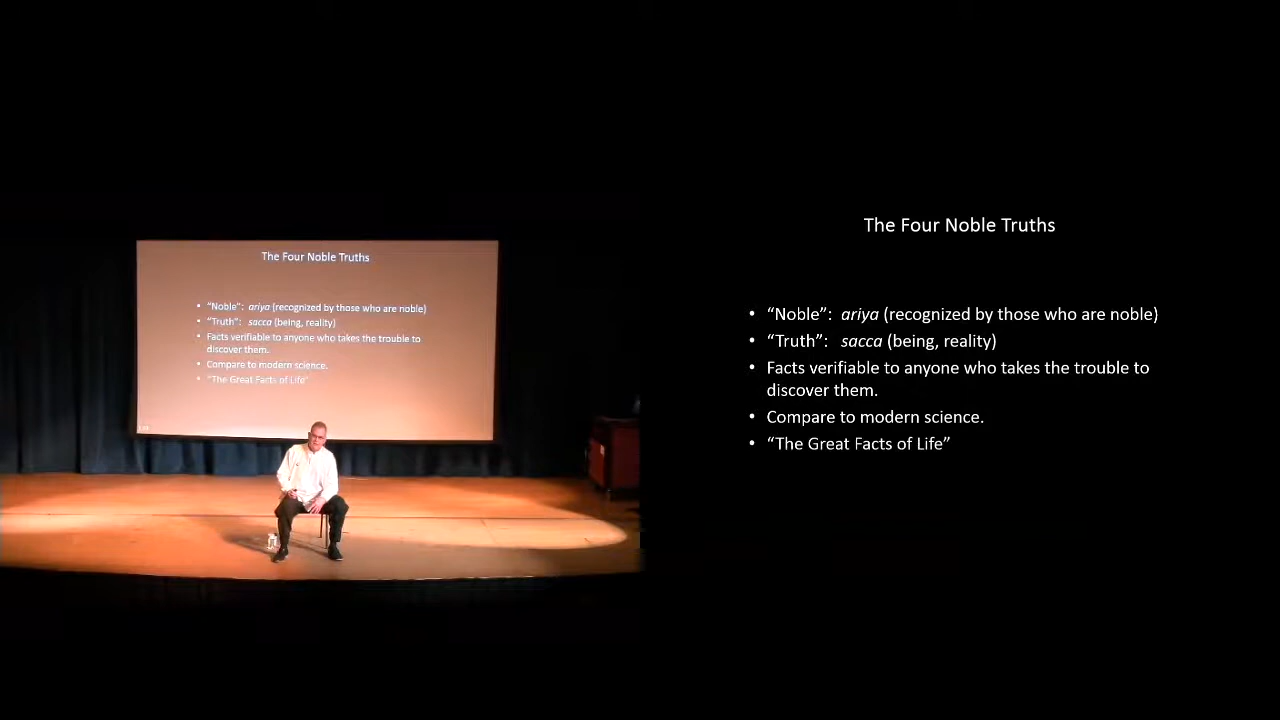 The Four Noble Truths
• "Noble": ariya (recognized by those who are noble)
• "Truth": sacca (being, reality)
• Facts verifiable to anyone who takes the trouble to
discover them.
• Compare to modern science.
• "The Great Facts of Life"
The Four Noble Truths
• “Noble”: ariya (recognized by those who are noble)
• “Truth”: sacca (being, reality)
• Facts verifiable to anyone who takes the trouble to
discover them.
• Compare to modern science.
• “The Great Facts of Life”